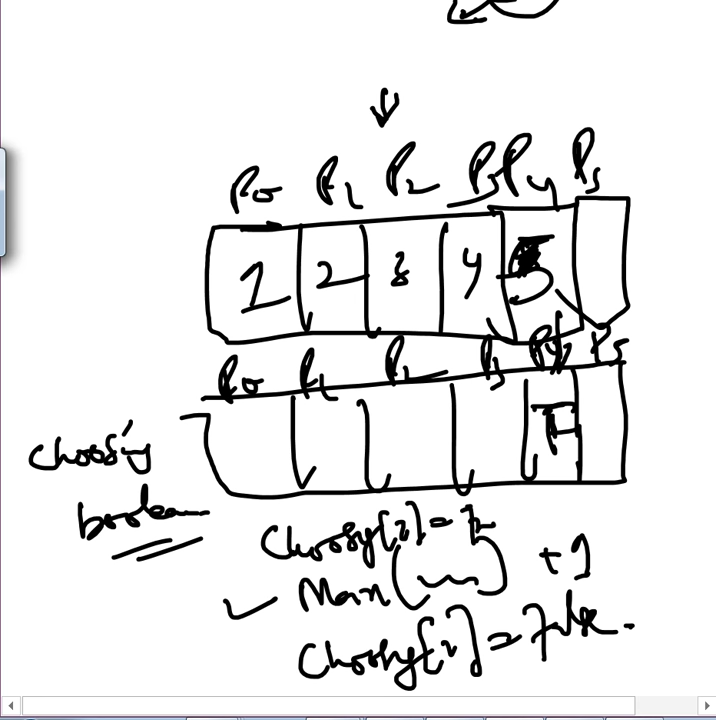 P0 P1 P2 P3 P4 P5
1 2 3 4 5
P0 P1 P2 P3 P4 P5
F
choosing
boolean
Choosing[i] =
Max( ) + 1
Choosing[i] = False.